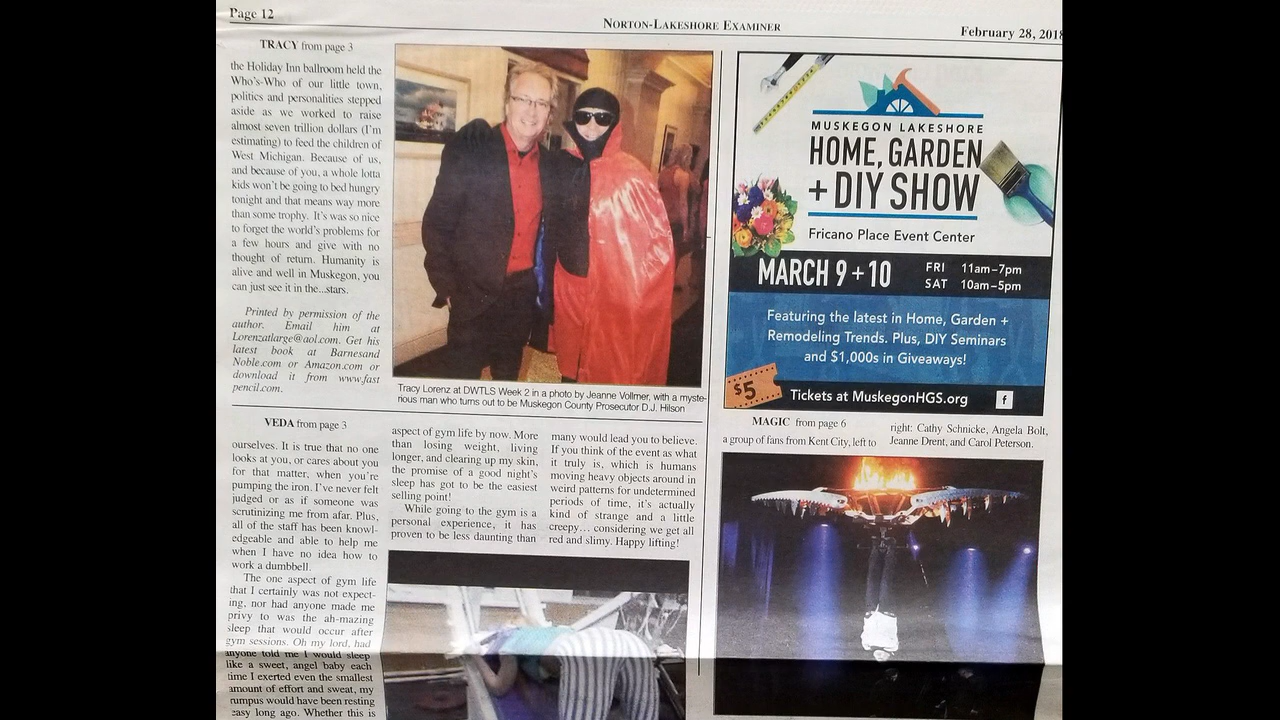 Page 12
NORTON-LAKESHORE EXAMINER
February 28, 2018
TRACY from page 3
the Holiday Inn ballroom held the
Who's-Who of our little town,
politics and personalities stepped
aside as we worked to raise
almost seven trillion dollars (I'm
estimating) to feed the children of
West Michigan. Because of us,
and because of you, a whole lotta
kids won't be going to bed hungry
tonight and that means way more
than some trophy. It's was so nice
to forget the world's problems for
a few hours and give with no
thought of return. Humanity is
alive and well in Muskegon, you
can just see it in the...stars.
Printed by permission of the
author. Email him at
Lorenzatlarge@aol.com. Get his
latest book at Barnesand
Noble.com or Amazon.com or
download it from www.fast
pencil.com.
Tracy Lorenz at DWTLS Week 2 in a photo by Jeanne Vollmer, with a myste-
rious man who turns out to be Muskegon County Prosecutor D.J. Hilson
MUSKEGON LAKESHORE
HOME, GARDEN
+ DIY SHOW
Fricano Place Event Center
MARCH 9 + 10
FRI 11am-7pm
SAT 10am-5pm
Featuring the latest in Home, Garden +
Remodeling Trends. Plus, DIY Seminars
and $1,000s in Giveaways!
$5
Tickets at MuskegonHGS.org
f
VEDA from page 3
ourselves. It is true that no one
looks at you, or cares about you
for that matter, when you're
pumping the iron. I've never felt
judged or as if someone was
scrutinizing me from afar. Plus,
all of the staff has been knowl-
edgeable and able to help me
when I have no idea how to
work a dumbbell.
The one aspect of gym life
that I certainly was not expect-
ing, nor had anyone made me
privy to was the ah-mazing
sleep that would occur after
gym sessions. Oh my lord, had
anyone told me I would sleep
like a sweet, angel baby each
time I exerted even the smallest
amount of effort and sweat, my
rumpus would have been resting
easy long ago. Whether this is
aspect of gym life by now. More
than losing weight, living
longer, and clearing up my skin,
the promise of a good night's
sleep has got to be the easiest
selling point!
While going to the gym is a
personal experience, it has
proven to be less daunting than
many would lead you to believe.
If you think of the event as what
it truly is, which is humans
moving heavy objects around in
weird patterns for undetermined
periods of time, it's actually
kind of strange and a little
creepy… considering we get all
red and slimy. Happy lifting!
MAGIC from page 6
a group of fans from Kent City, left to
right: Cathy Schnicke, Angela Bolt,
Jeanne Drent, and Carol Peterson.